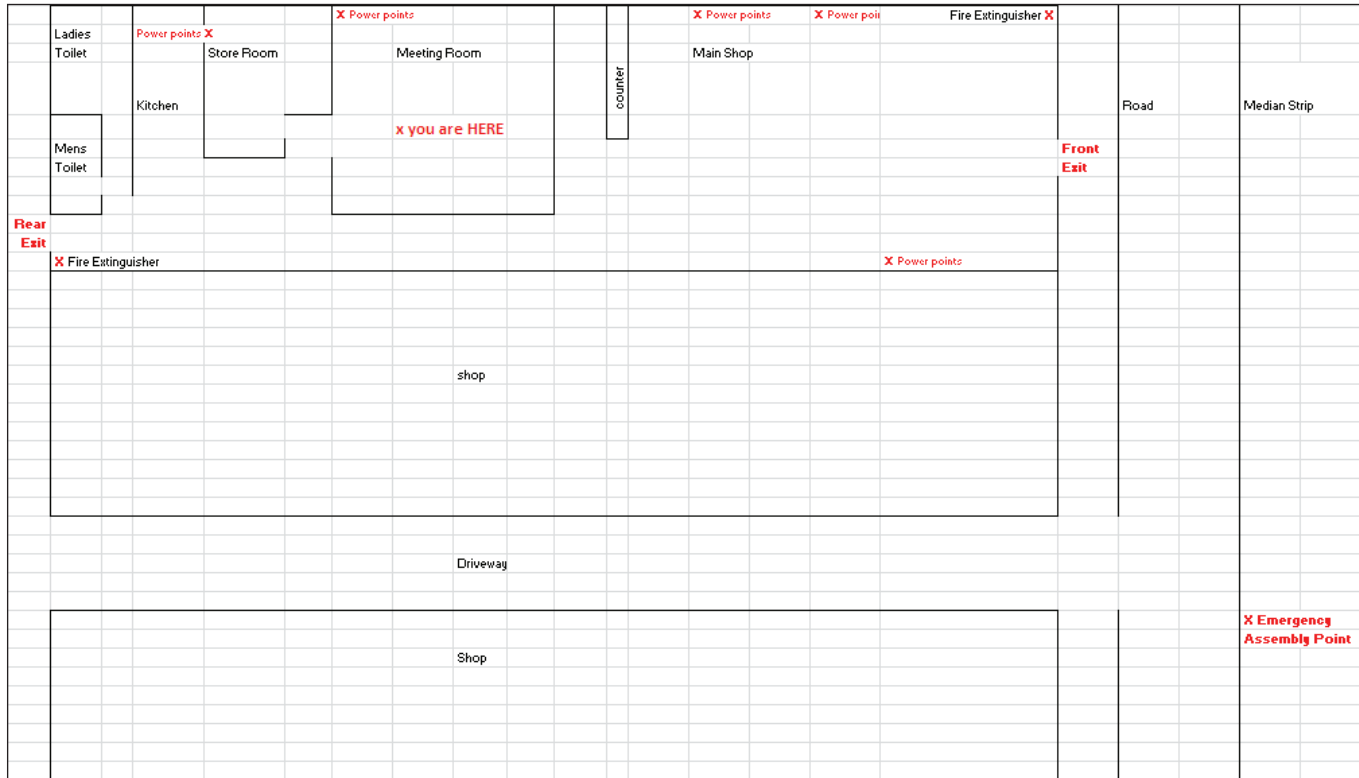 X Power points
X Power points
X Power poi
Fire Extinguisher X
Ladies
Toilet
Power points X
Store Room
Meeting Room
Main Shop
counter
Kitchen
Road
Median Strip
x you are HERE
Mens
Toilet
Front
Exit
Rear
Exit
X Fire Extinguisher
X Power points
shop
Driveway
X Emergency
Assembly Point
Shop